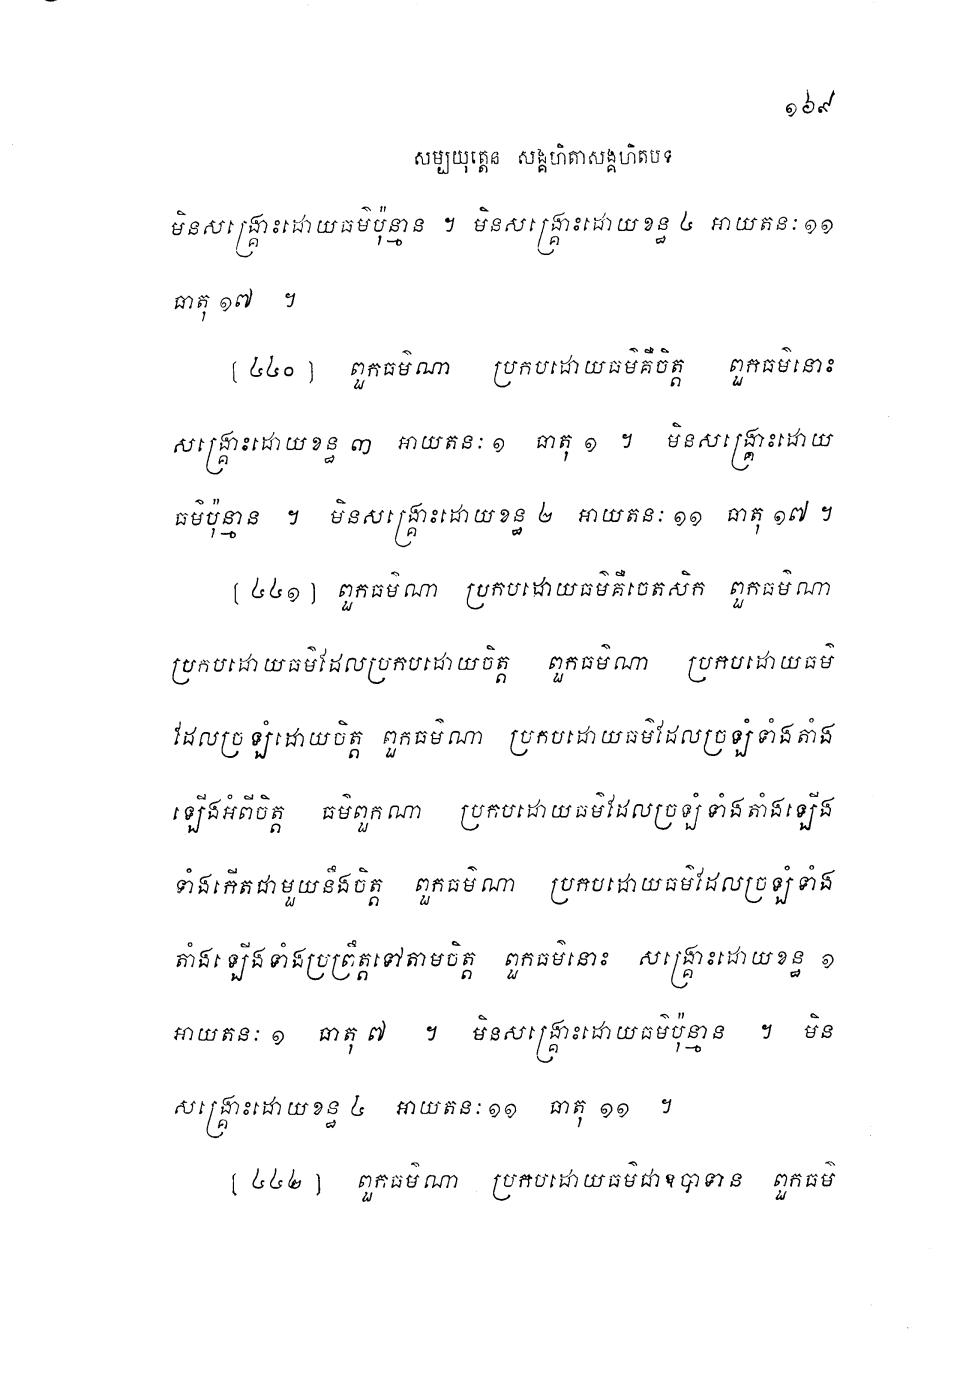 ១៦៩
សម្បយុត្តេន សង្គហិតាសង្គហិតបទ
មិនសង្គ្រោះដោយធម៌ប៉ុន្មាន ។ មិនសង្គ្រោះដោយខន្ធ ៤ អាយតនៈ ១១
ធាតុ ១៧ ។
[ ៤៤០ ] ពួកធម៌ណា ប្រកបដោយធម៌គឺចិត្ត ពួកធម៌នោះ
សង្គ្រោះដោយខន្ធ ៣ អាយតនៈ ១ ធាតុ ១ ។ មិនសង្គ្រោះដោយ
ធម៌ប៉ុន្មាន ។ មិនសង្គ្រោះដោយខន្ធ ២ អាយតនៈ ១១ ធាតុ ១៧ ។
[ ៤៤១ ] ពួកធម៌ណា ប្រកបដោយធម៌គឺចេតសិក ពួកធម៌ណា
ប្រកបដោយធម៌ដែលប្រកបដោយចិត្ត ពួកធម៌ណា ប្រកបដោយធម៌
ដែលច្រឡំដោយចិត្ត ពួកធម៌ណា ប្រកបដោយធម៌ដែលច្រឡំទាំងតាំង
ឡើងអំពីចិត្ត ធម៌ពួកណា ប្រកបដោយធម៌ដែលច្រឡំទាំងតាំងឡើង
ទាំងកើតជាមួយនឹងចិត្ត ពួកធម៌ណា ប្រកបដោយធម៌ដែលច្រឡំទាំង
តាំងឡើងទាំងប្រព្រឹត្តទៅតាមចិត្ត ពួកធម៌នោះ សង្គ្រោះដោយខន្ធ ១
អាយតនៈ ១ ធាតុ ៧ ។ មិនសង្គ្រោះដោយធម៌ប៉ុន្មាន ។ មិន
សង្គ្រោះដោយខន្ធ ៤ អាយតនៈ ១១ ធាតុ ១១ ។
[ ៤៤២ ] ពួកធម៌ណា ប្រកបដោយធម៌ជាឧបាទាន ពួកធម៌